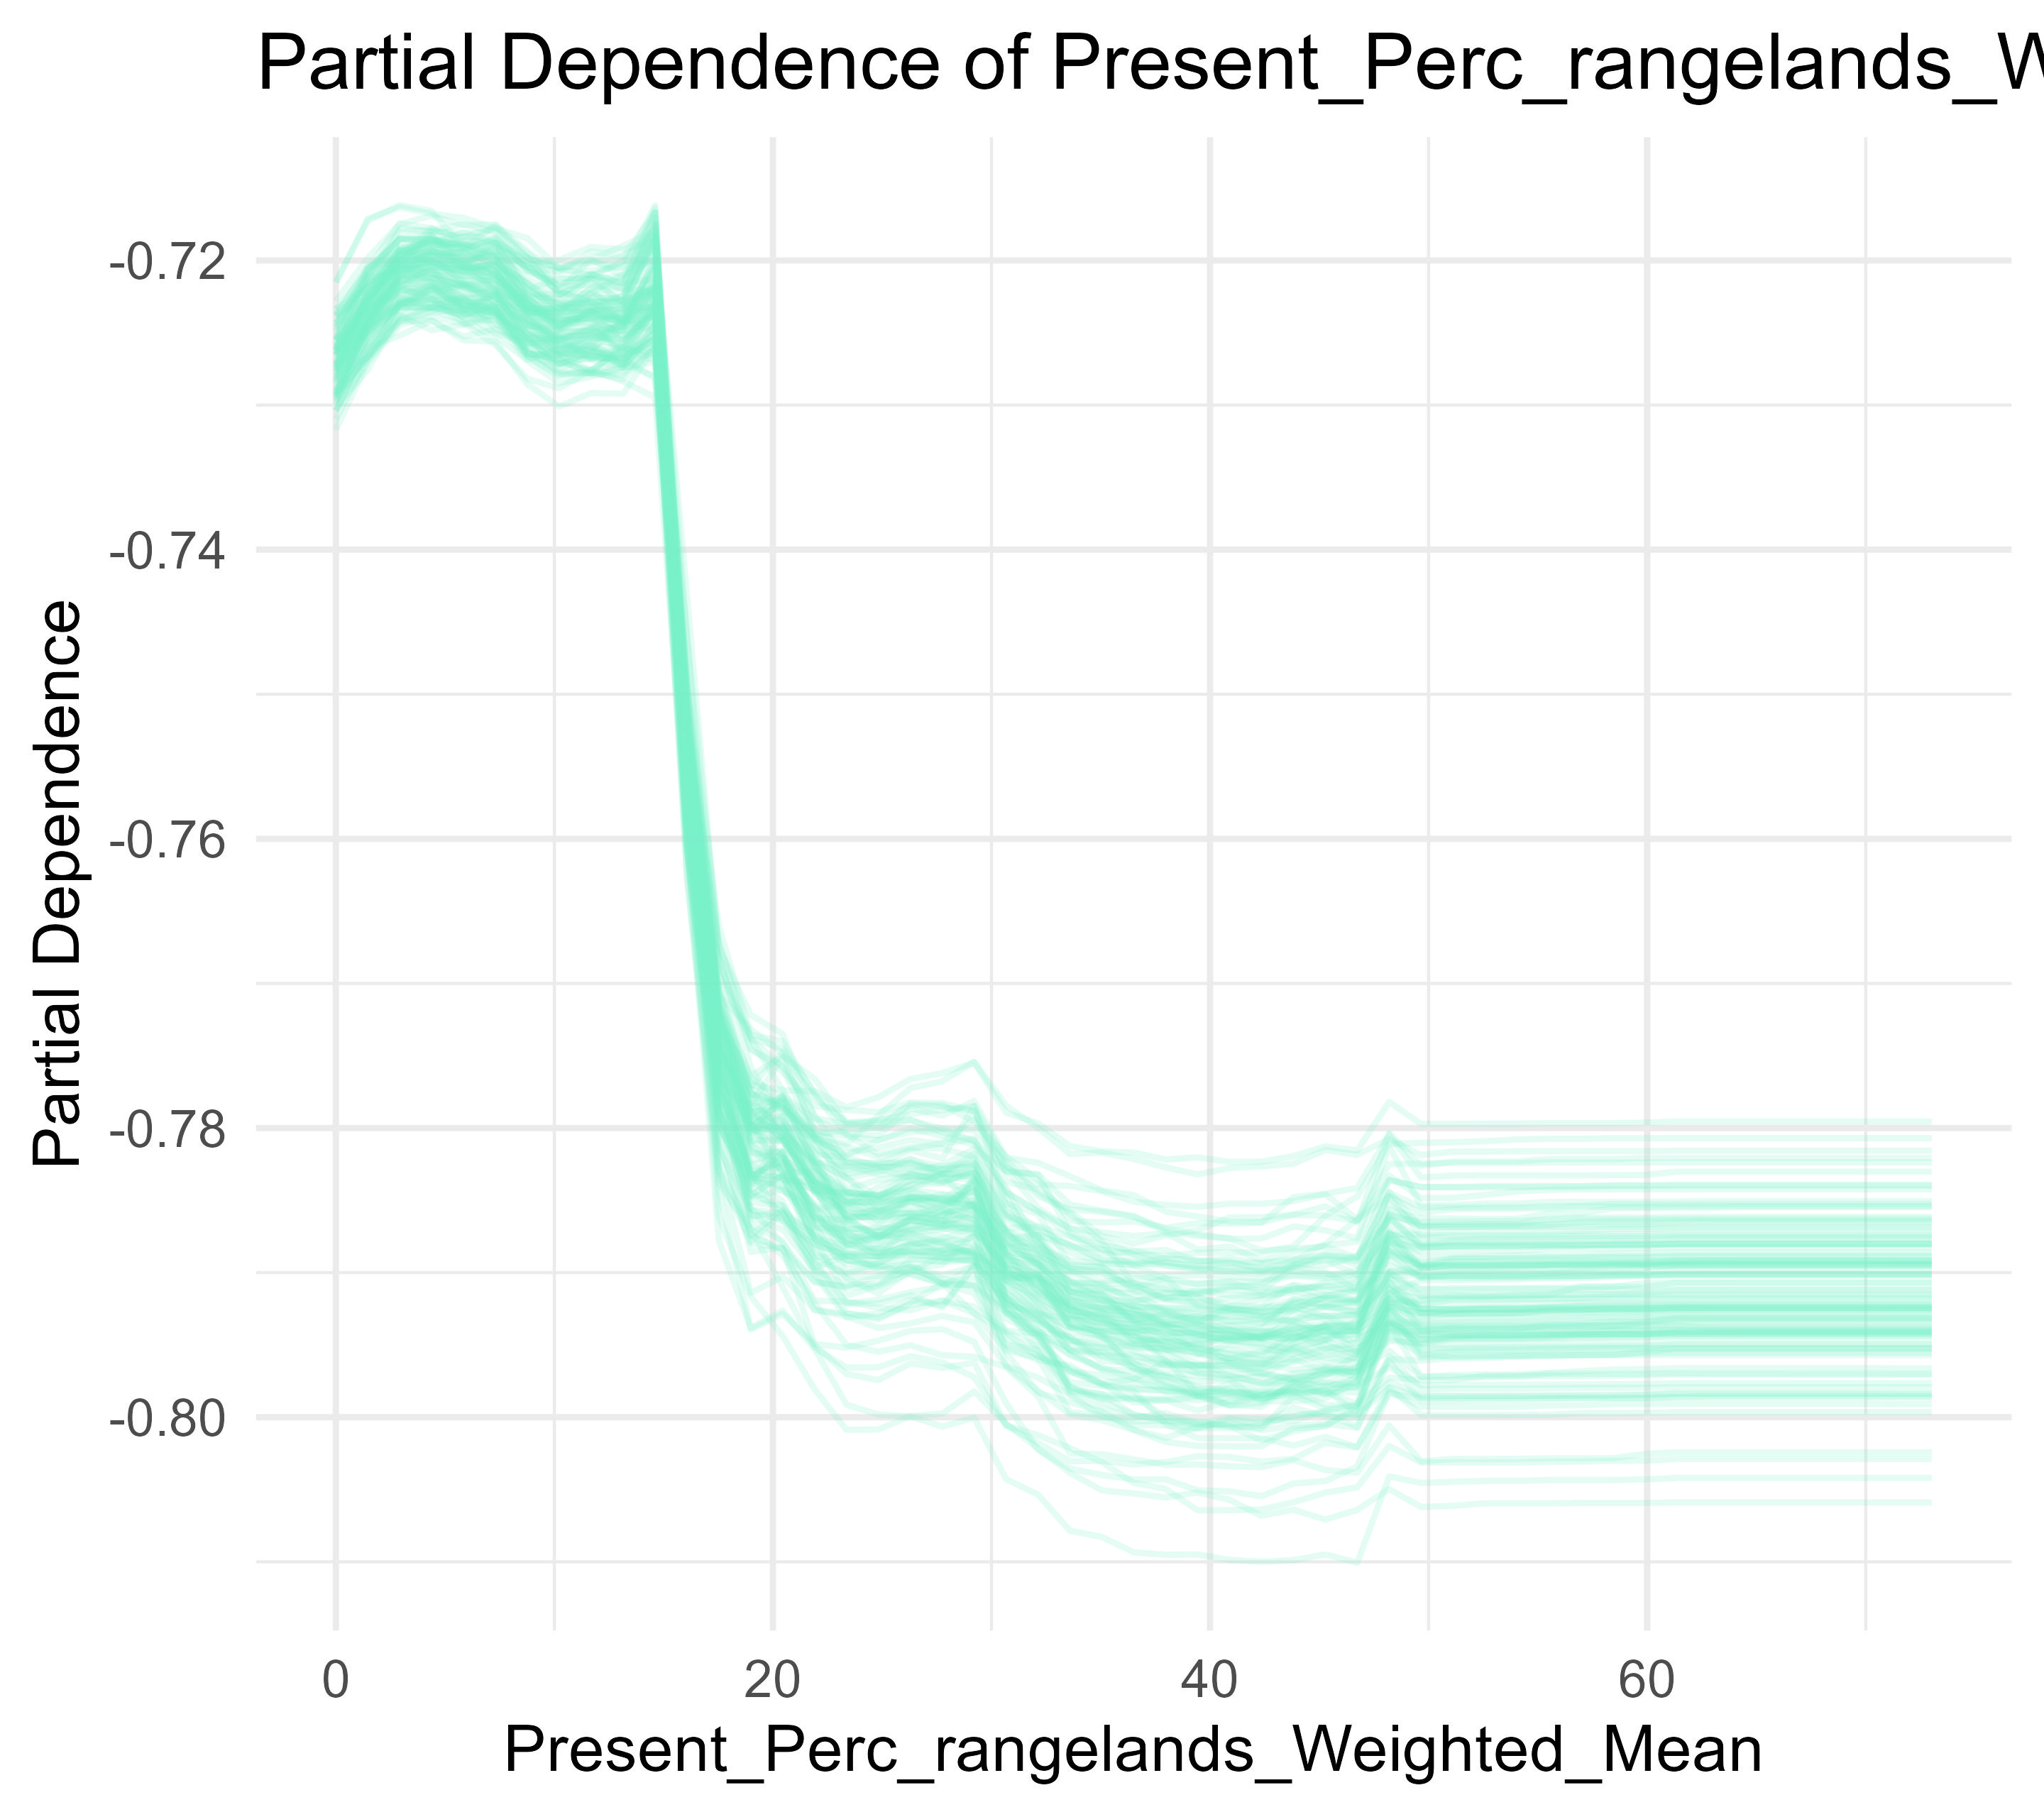 Partial Dependence of Present_Perc_rangelands_W
-0.72
-0.74
-0.76
-0.78
-0.80
Partial Dependence
0 20 40 60
Present_Perc_rangelands_Weighted_Mean